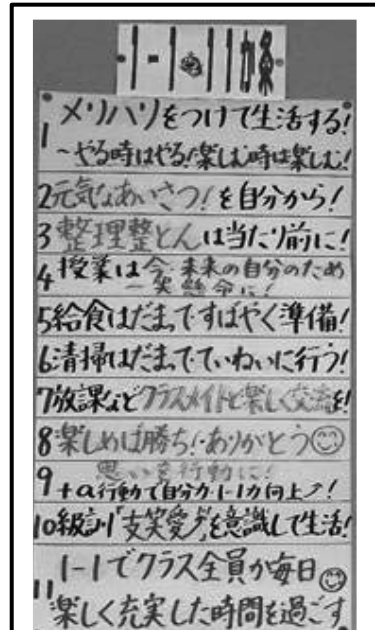 1-1の11か条
1 メリハリをつけて生活する!
~やる時はやる!楽しむ時は楽しむ!
2元気なあいさつ!を自分から!
3 整理整とんは当たり前に!
4 授業は今・未来の自分のため
一生懸命に!
5給食はだまってすばやく準備!
6清掃はだまってていねいに行う!
7放課などクラスメイトと楽しく交流を!
8楽しめば勝ち!ありがとう
思いを行動に!
9 +α行動で自分力1-1力向上↗!
10級訓「支笑愛夢」を意識して生活!
11 1-1でクラス全員が毎日
楽しく充実した時間を過ごす